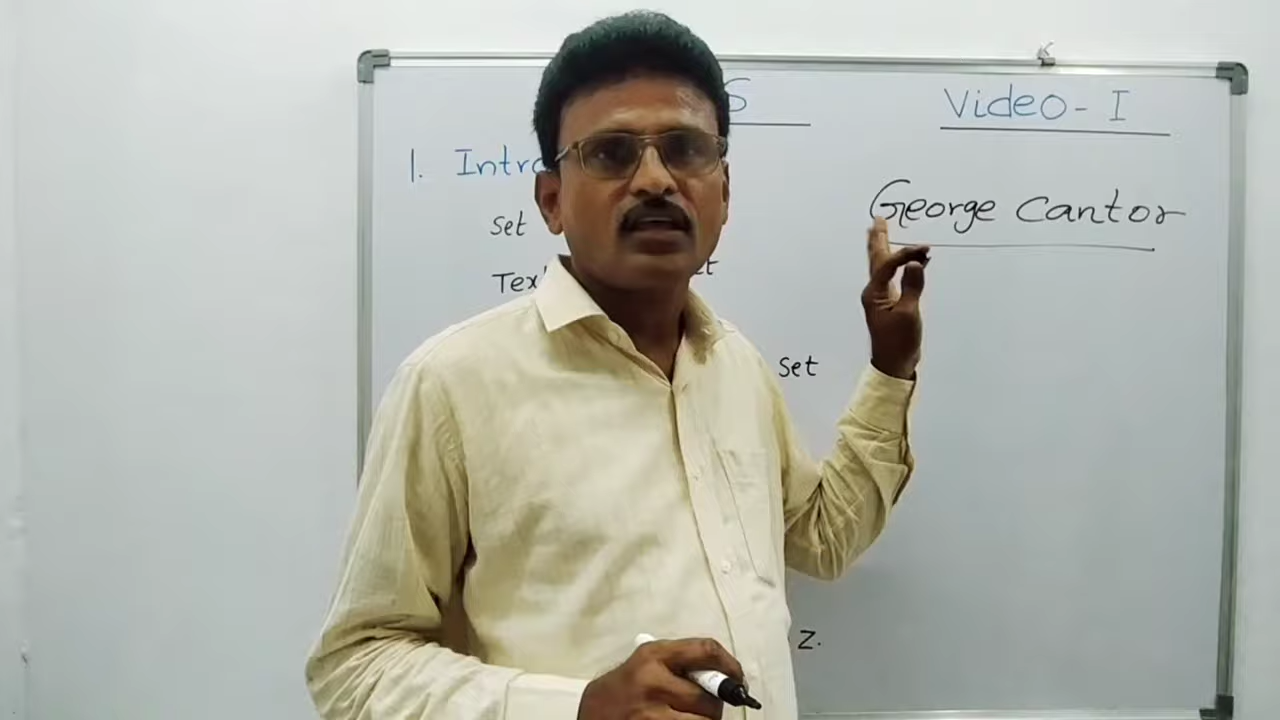 Video - I
1. Intro
George Cantor
set
Tex
set
z.